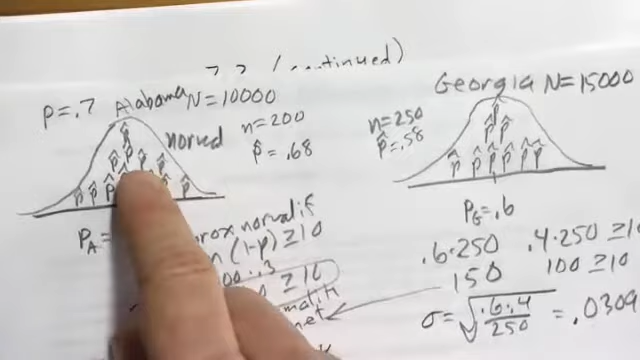 (continued)
p=.7 Alabama N=10000
normal
n=200
p̂=.68
p̂ p̂ p̂ p̂ p̂ p̂ p̂ p̂
P_A=
approx normal if
n(1-p)≥10
≥10
met
Georgia N=15000
n=250
p̂=.58
p̂
p̂ p̂
p̂ p̂ p̂ p̂ p̂
P_G=.6
.6·250 .4·250≥10
150 100≥10
σ=√(.6·.4/250)=.0309